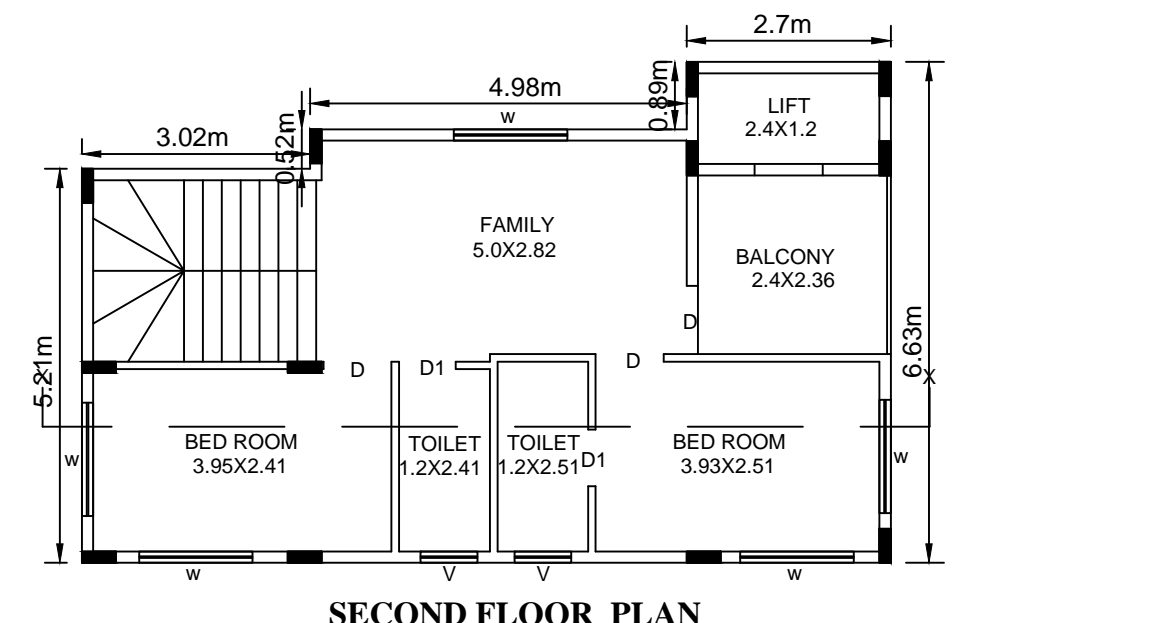 2.7m
4.98m
0.89m
w
LIFT
2.4X1.2
3.02m
0.52m
FAMILY
5.0X2.82
BALCONY
2.4X2.36
D
5.21m
6.63m
X
X
D
D1
D
BED ROOM
3.95X2.41
TOILET
1.2X2.41
TOILET
1.2X2.51
D1
BED ROOM
3.93X2.51
w
w
w
V
V
w
SECOND FLOOR PLAN